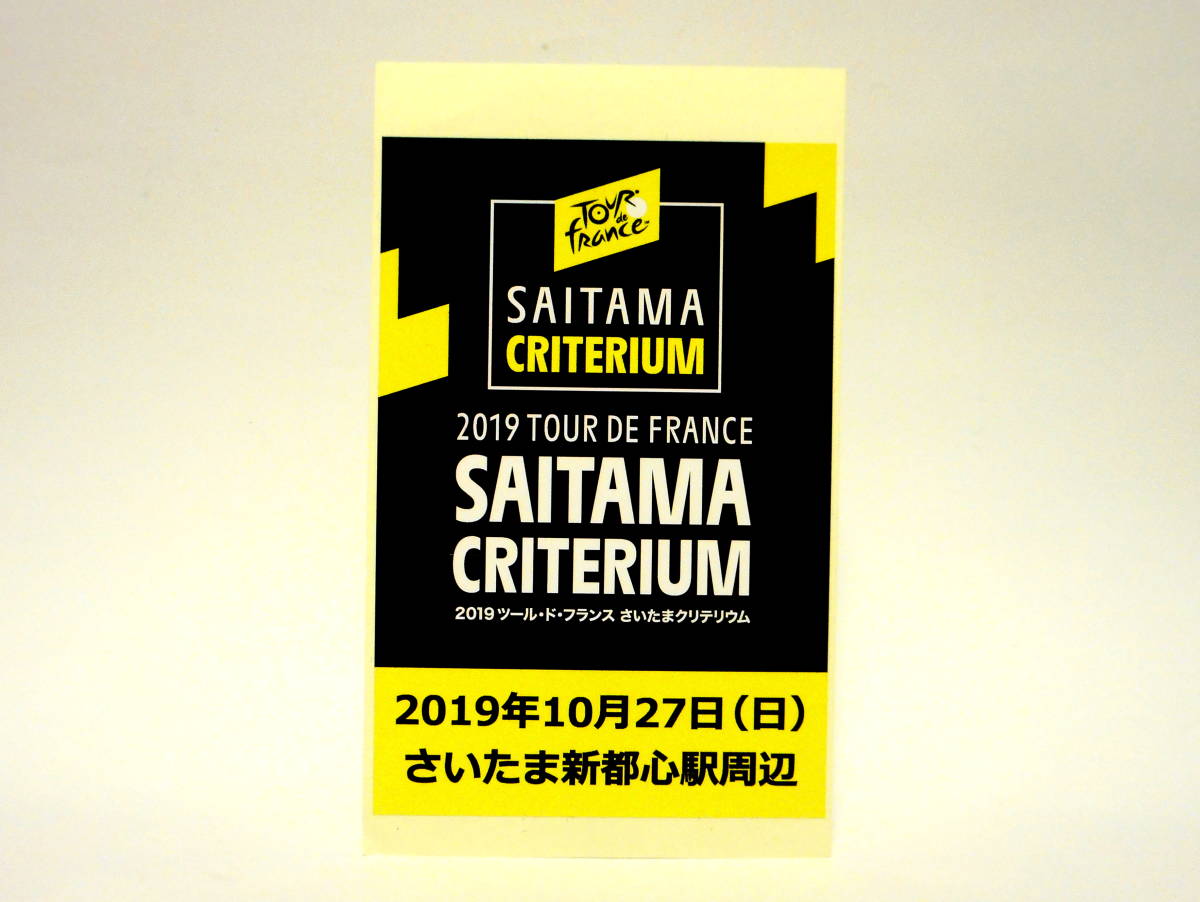 TOUR
de
FRANCE™
SAITAMA
CRITERIUM
2019 TOUR DE FRANCE
SAITAMA
CRITERIUM
2019 ツール・ド・フランス さいたまクリテリウム
2019年10月27日（日）
さいたま新都心駅周辺